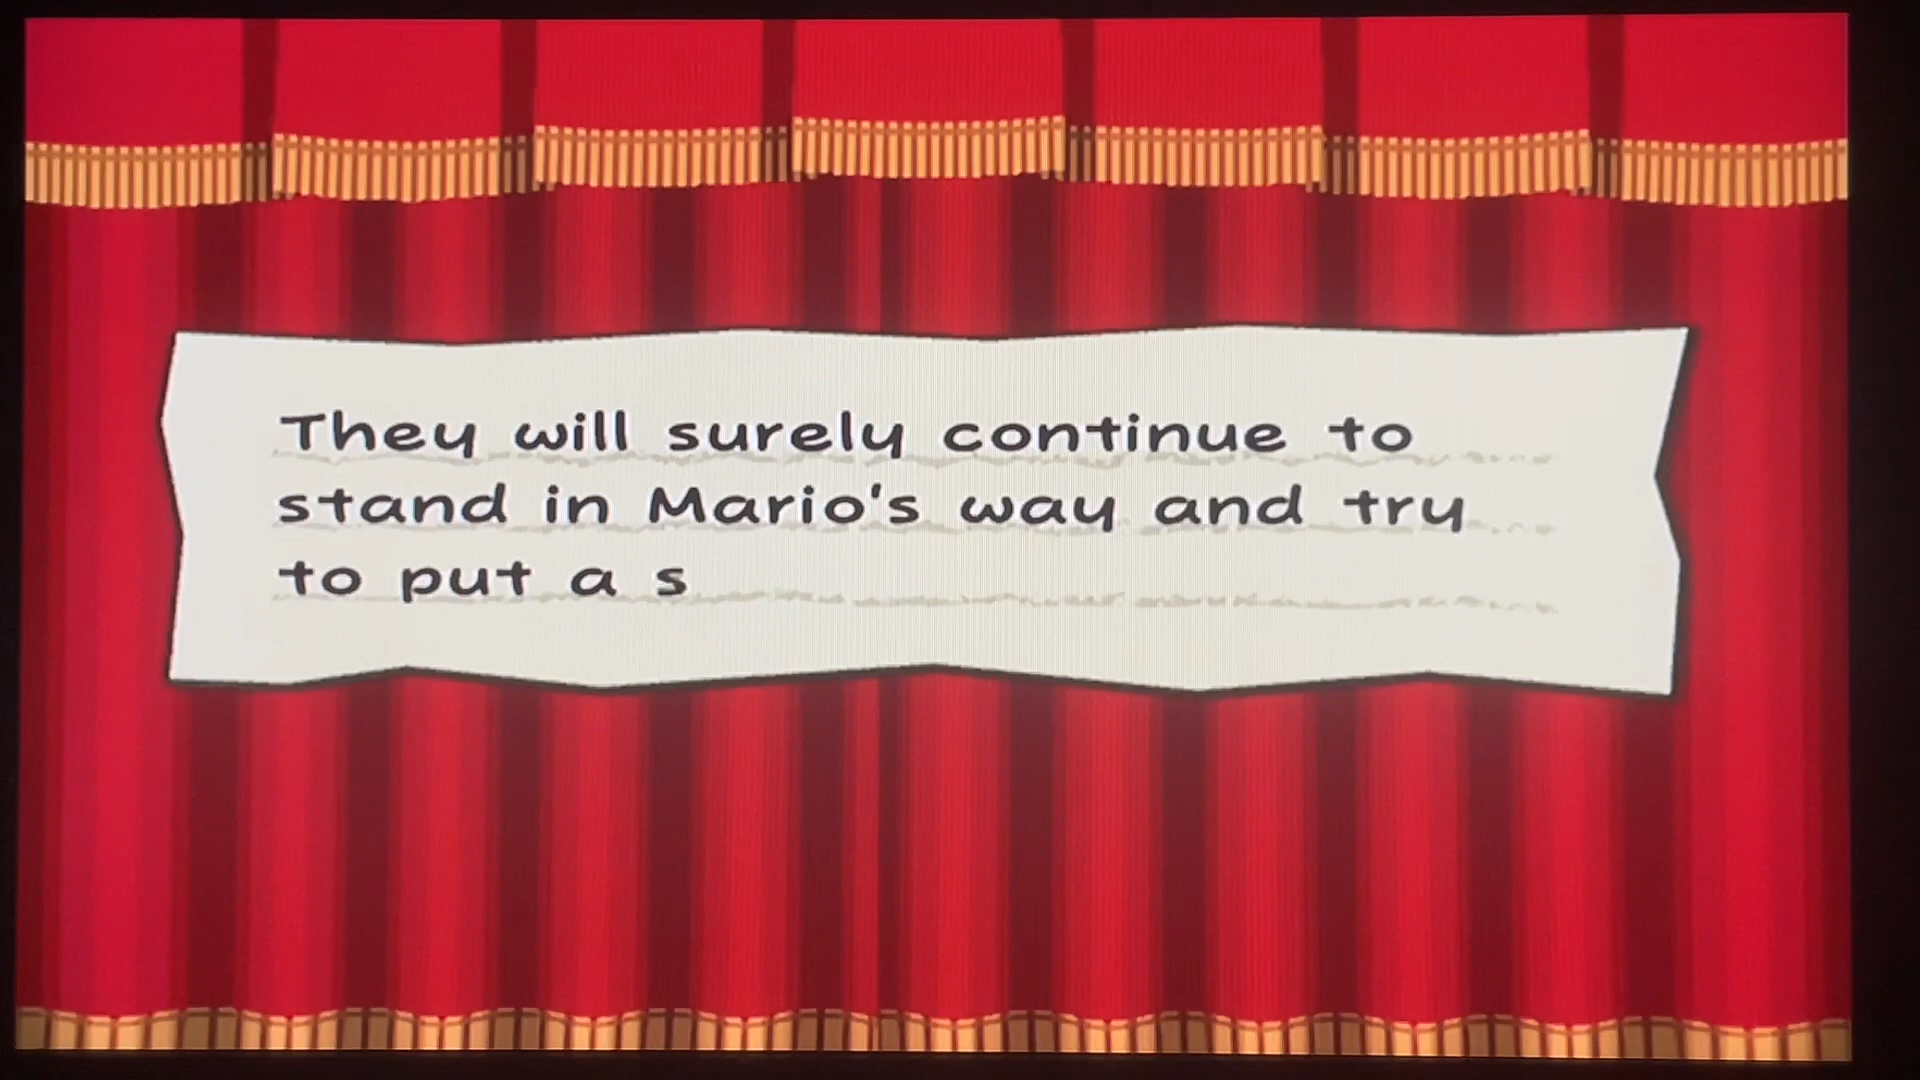 They will surely continue to
stand in Mario's way and try
to put a s